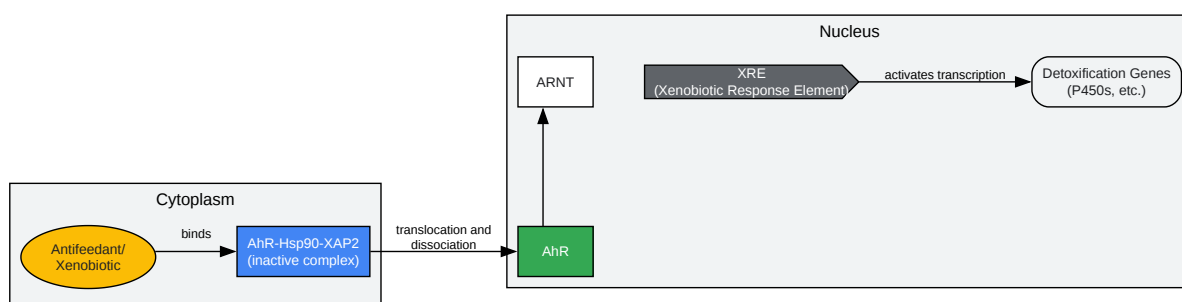 Nucleus
ARNT
XRE
(Xenobiotic Response Element)
activates transcription
Detoxification Genes
(P450s, etc.)
Cytoplasm
Antifeedant/
Xenobiotic
binds
AhR-Hsp90-XAP2
(inactive complex)
translocation and
dissociation
AhR